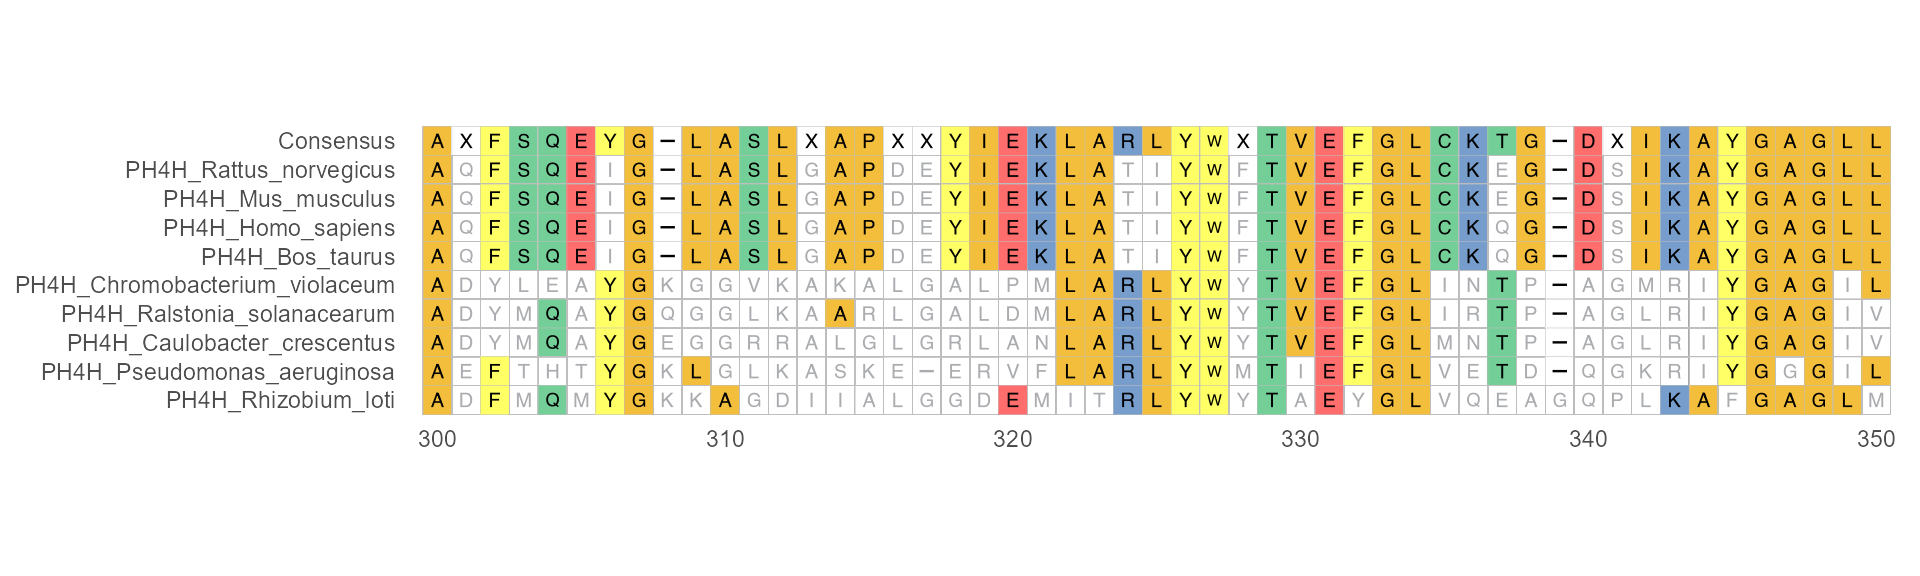 Consensus A X F S Q E Y G – L A S L X A P X X Y I E K L A R L Y W X T V E F G L C K T G – D X I K A Y G A G L L
PH4H_Rattus_norvegicus A Q F S Q E I G – L A S L G A P D E Y I E K L A T I Y W F T V E F G L C K E G – D S I K A Y G A G L L
PH4H_Mus_musculus A Q F S Q E I G – L A S L G A P D E Y I E K L A T I Y W F T V E F G L C K E G – D S I K A Y G A G L L
PH4H_Homo_sapiens A Q F S Q E I G – L A S L G A P D E Y I E K L A T I Y W F T V E F G L C K Q G – D S I K A Y G A G L L
PH4H_Bos_taurus A Q F S Q E I G – L A S L G A P D E Y I E K L A T I Y W F T V E F G L C K Q G – D S I K A Y G A G L L
PH4H_Chromobacterium_violaceum A D Y L E A Y G K G G V K A K A L G A L P M L A R L Y W Y T V E F G L I N T P – A G M R I Y G A G I L
PH4H_Ralstonia_solanacearum A D Y M Q A Y G Q G G L K A A R L G A L D M L A R L Y W Y T V E F G L I R T P – A G L R I Y G A G I V
PH4H_Caulobacter_crescentus A D Y M Q A Y G E G G R R A L G L G R L A N L A R L Y W Y T V E F G L M N T P – A G L R I Y G A G I V
PH4H_Pseudomonas_aeruginosa A E F T H T Y G K L G L K A S K E – E R V F L A R L Y W M T I E F G L V E T D – Q G K R I Y G G G I L
PH4H_Rhizobium_loti A D F M Q M Y G K K A G D I I A L G G D E M I T R L Y W Y T A E Y G L V Q E A G Q P L K A F G A G L M
300 310 320 330 340 350